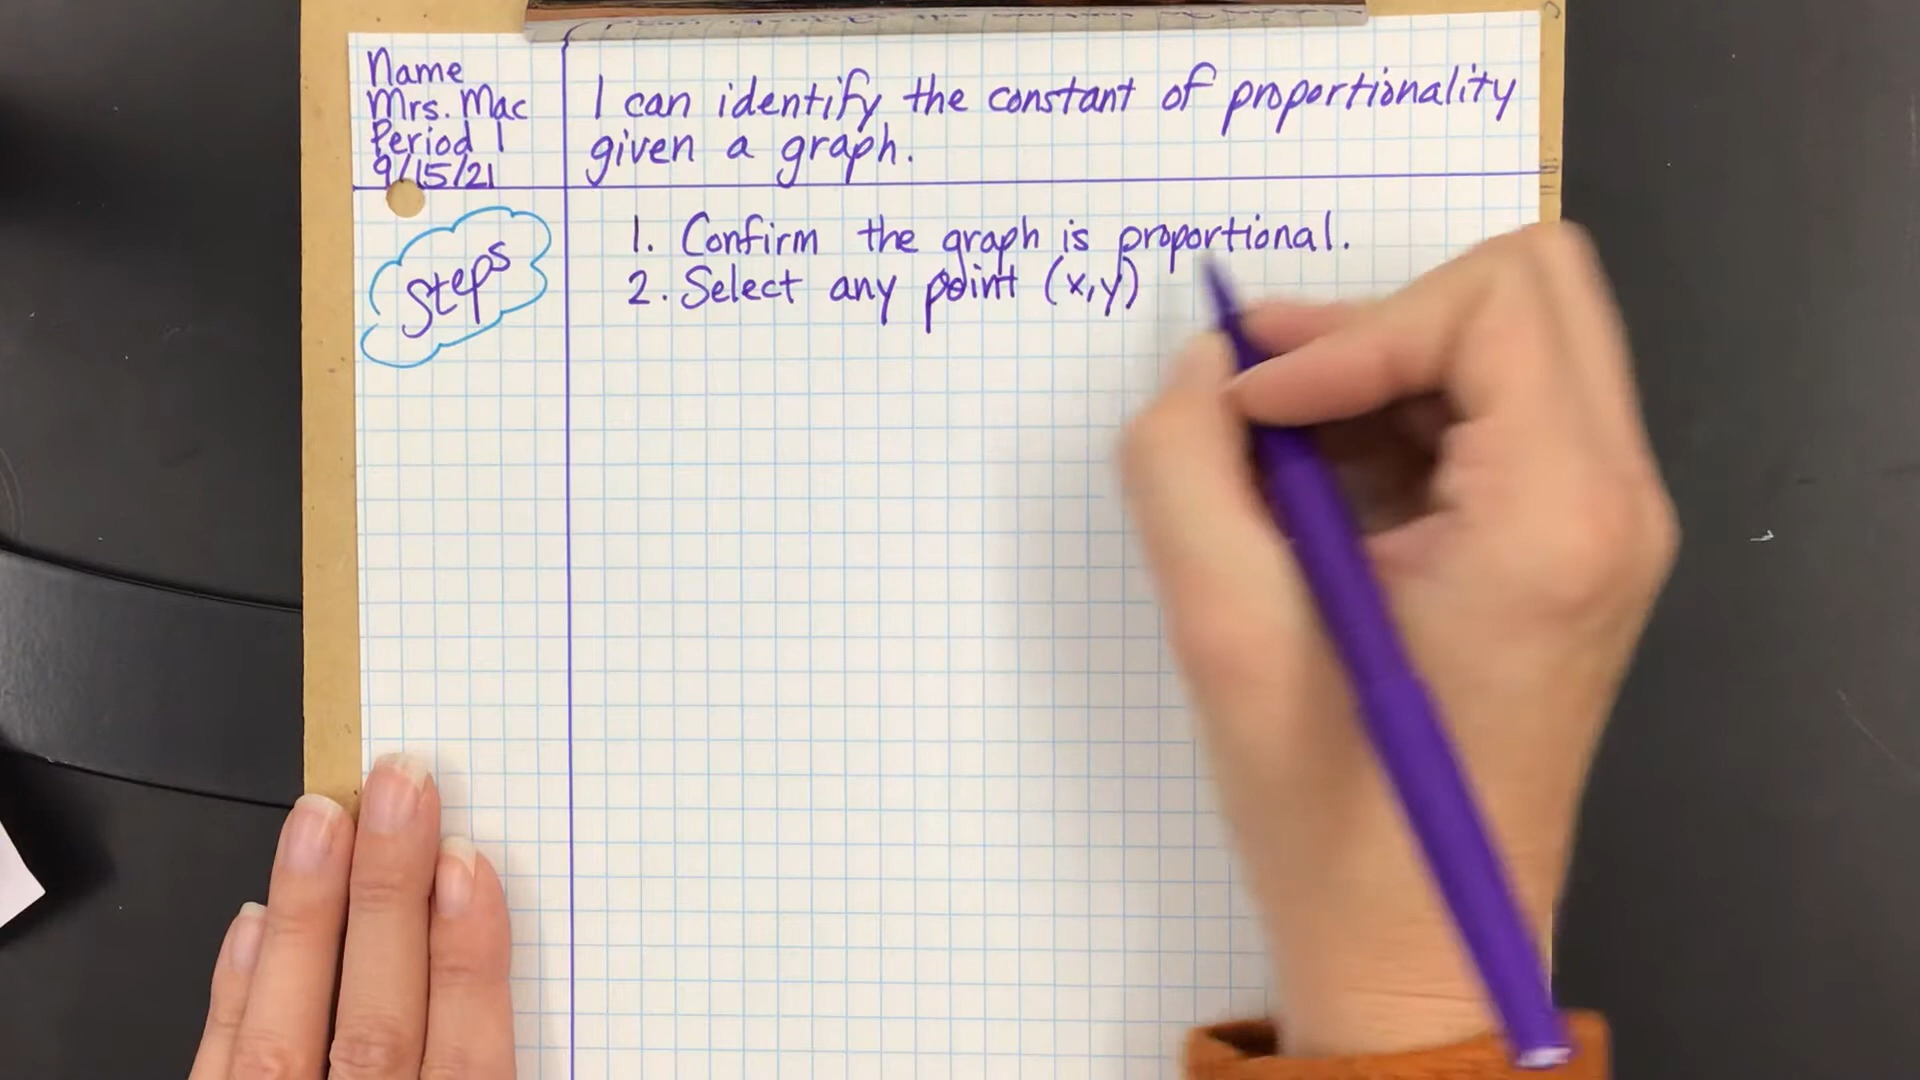 Name
Mrs. Mac
Period 1
9/15/21
I can identify the constant of proportionality
given a graph.
Steps
1. Confirm the graph is proportional.
2. Select any point (x,y)